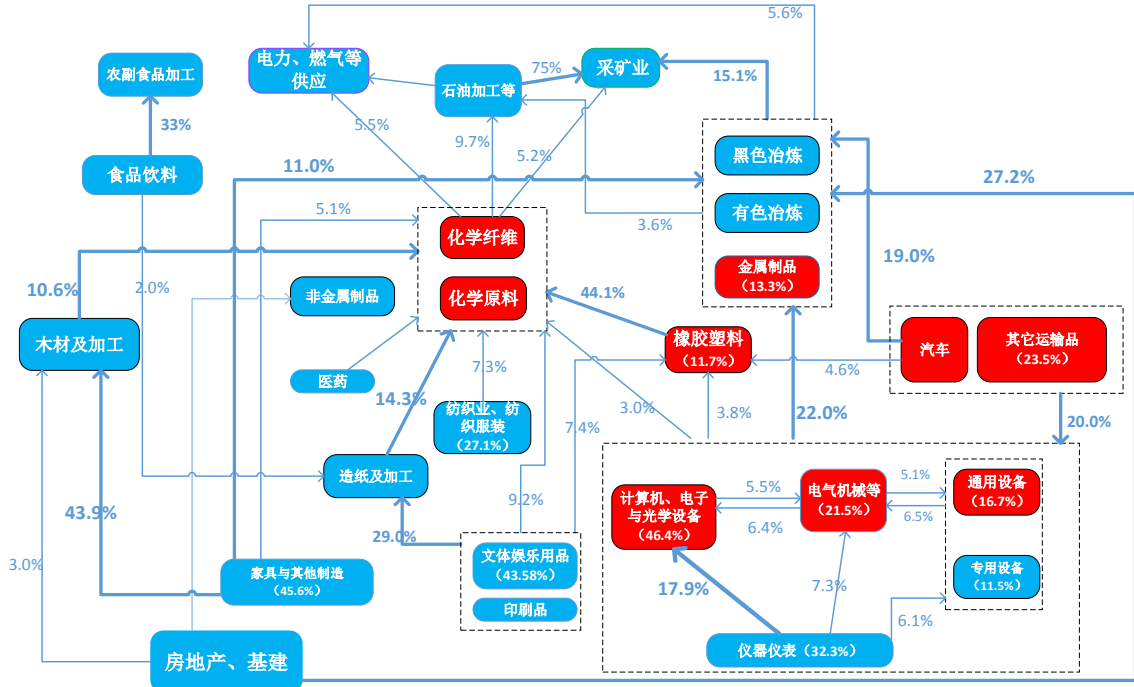 5.6%
电力、燃气等
供应
农副食品加工
75%
采矿业
15.1%
石油加工等
33%
5.5%
9.7%
5.2%
黑色冶炼
食品饮料
11.0%
27.2%
有色冶炼
5.1%
3.6%
化学纤维
19.0%
金属制品
（13.3%）
10.6%
2.0%
非金属制品
化学原料
44.1%
木材及加工
橡胶塑料
（11.7%）
汽车
其它运输品
（23.5%）
7.3%
4.6%
医药
14.3%
纺织业、纺
织服装
（27.1%）
3.0%
3.8%
22.0%
20.0%
7.4%
造纸及加工
9.2%
计算机、电子
与光学设备
（46.4%）
5.5%
6.4%
电气机械等
（21.5%）
5.1%
6.5%
通用设备
（16.7%）
43.9%
29.0%
3.0%
家具与其他制造
（45.6%）
文体娱乐用品
（43.58%）
印刷品
17.9%
7.3%
专用设备
（11.5%）
6.1%
房地产、基建
仪器仪表（32.3%）